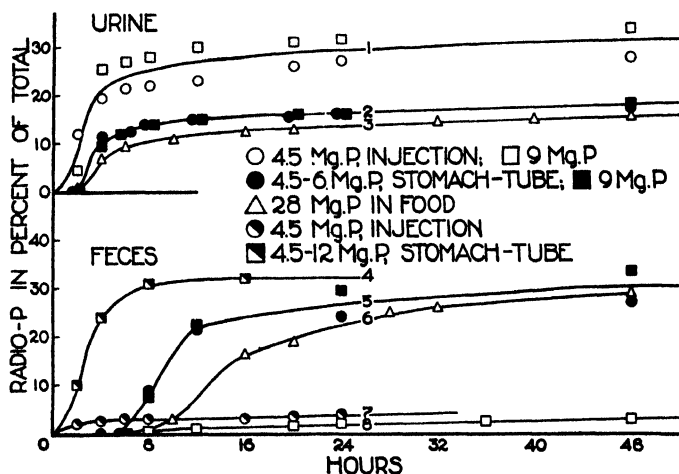 URINE
RADIO-P IN PERCENT OF TOTAL
30
20
10
0
1
2
3
○ 4.5 Mg.P, INJECTION; □ 9 Mg.P
● 4.5-6 Mg.P, STOMACH-TUBE; ■ 9 Mg.P
△ 28 Mg.P IN FOOD
4.5 Mg.P, INJECTION
4.5-12 Mg.P, STOMACH-TUBE
FECES
30
20
10
4
5
6
7
8
0 8 16 24 32 40 48
HOURS